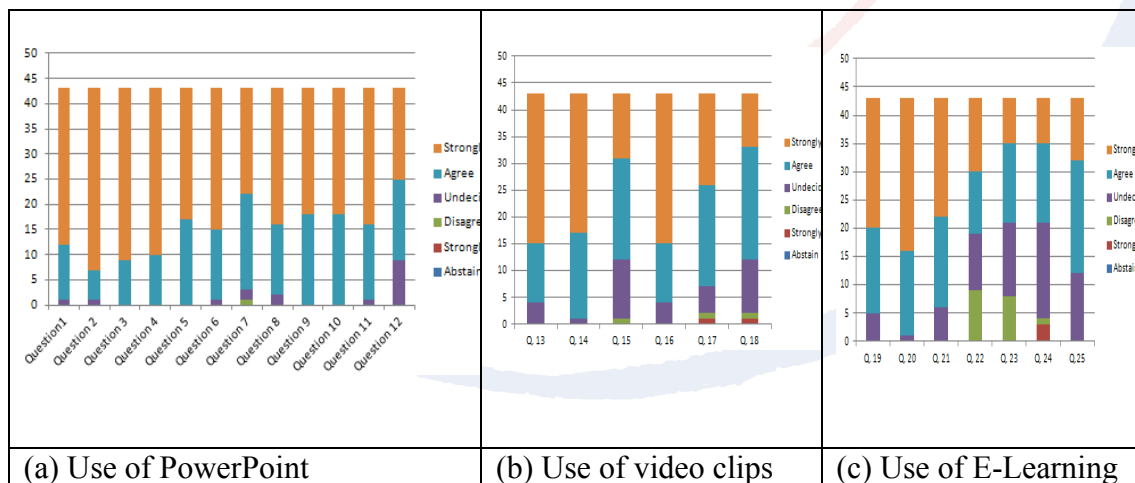 50
45
40
35
30
25
20
15
10
5
0
Question1
Question 2
Question 3
Question 4
Question 5
Question 6
Question 7
Question 8
Question 9
Question 10
Question 11
Question 12
Strongly
Agree
Undeci
Disagre
Strongly
Abstain
(a) Use of PowerPoint
50
45
40
35
30
25
20
15
10
5
0
Q, 13
Q, 14
Q, 15
Q, 16
Q, 17
Q, 18
Strongly
Agree
Undecid
Disagree
Strongly
Abstain
(b) Use of video clips
50
45
40
35
30
25
20
15
10
5
0
Q, 19
Q, 20
Q, 21
Q, 22
Q, 23
Q, 24
Q,25
Strong
Agree
Undec
Disagre
Strong
Abstai
(c) Use of E-Learning